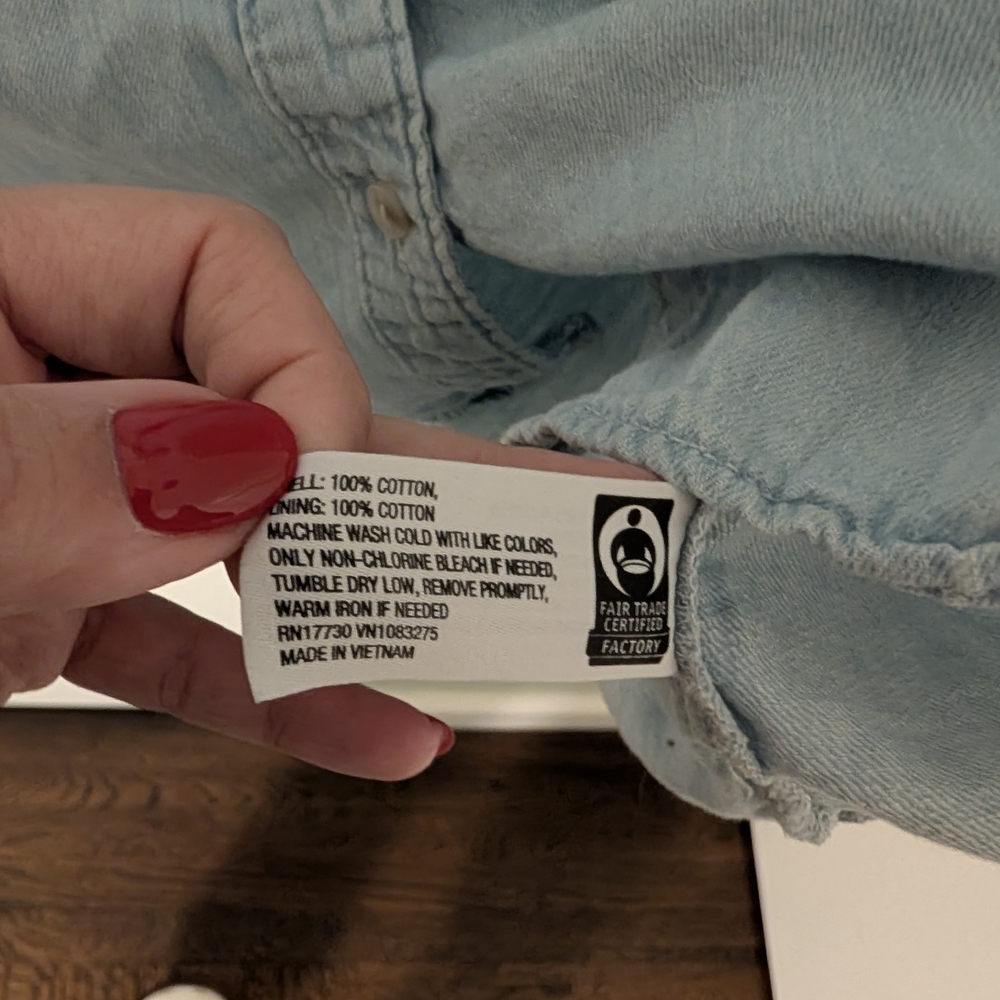 ELL: 100% COTTON,
INING: 100% COTTON
MACHINE WASH COLD WITH LIKE COLORS,
ONLY NON-CHLORINE BLEACH IF NEEDED,
TUMBLE DRY LOW, REMOVE PROMPTLY,
WARM IRON IF NEEDED
RN17730 VN1083275
MADE IN VIETNAM
FAIR TRADE
CERTIFIED
FACTORY